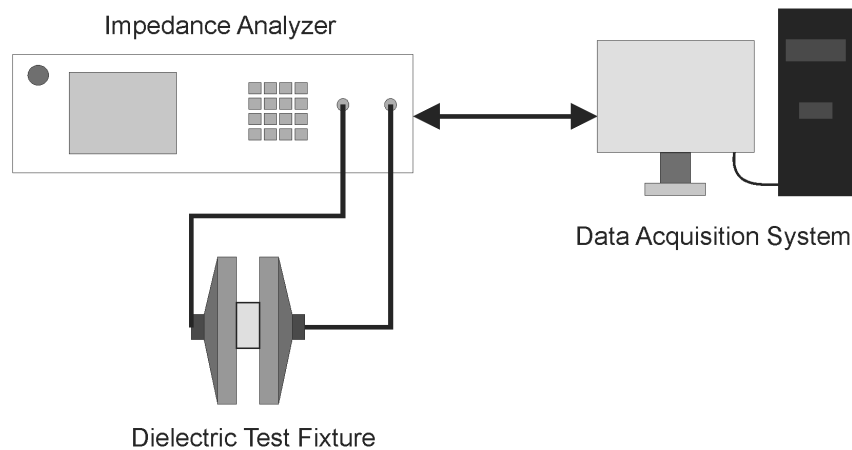 Impedance Analyzer
Data Acquisition System
Dielectric Test Fixture